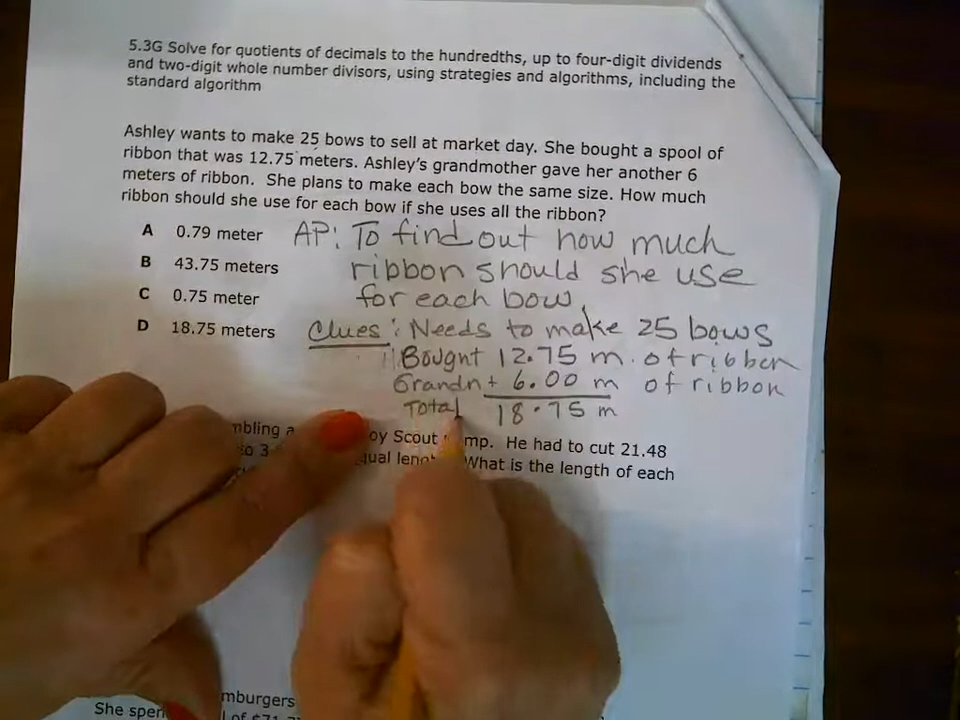 5.3G Solve for quotients of decimals to the hundredths, up to four-digit dividends
and two-digit whole number divisors, using strategies and algorithms, including the
standard algorithm
Ashley wants to make 25 bows to sell at market day. She bought a spool of
ribbon that was 12.75 meters. Ashley's grandmother gave her another 6
meters of ribbon. She plans to make each bow the same size. How much
ribbon should she use for each bow if she uses all the ribbon?
A 0.79 meter
B 43.75 meters
C 0.75 meter
D 18.75 meters
AP: To find out how much
ribbon should she use
for each bow.
Clues: Needs to make 25 bows
Bought 12.75 m. of ribbon
Grandn + 6.00 m of ribbon
Total 18.75 m
a oy Scout mp. He had to cut 21.48
What is the length of each
She